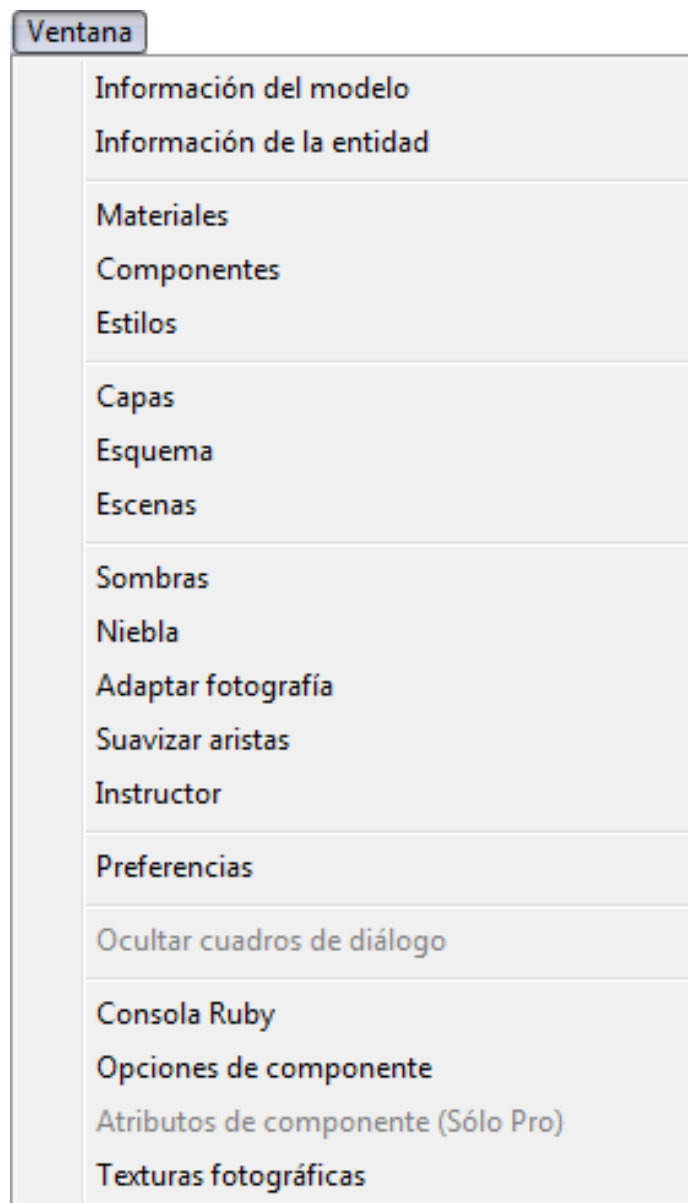 Ventana
Información del modelo
Información de la entidad
Materiales
Componentes
Estilos
Capas
Esquema
Escenas
Sombras
Niebla
Adaptar fotografía
Suavizar aristas
Instructor
Preferencias
Ocultar cuadros de diálogo
Consola Ruby
Opciones de componente
Atributos de componente (Sólo Pro)
Texturas fotográficas